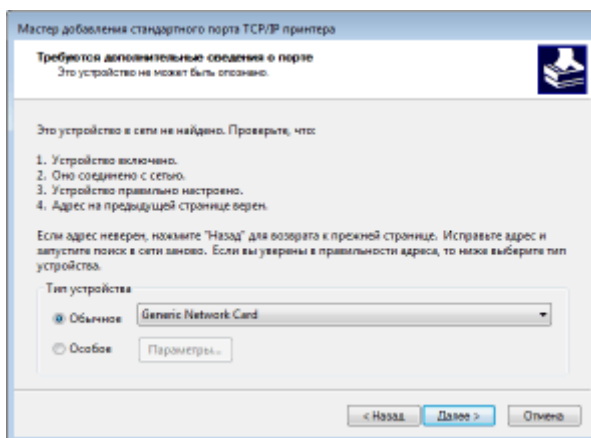 Мастер добавления стандартного порта TCP/IP принтера
Требуются дополнительные сведения о порте
Это устройство не может быть опознано.
Это устройство в сети не найдено. Проверьте, что:
1. Устройство включено.
2. Оно соединено с сетью.
3. Устройство правильно настроено.
4. Адрес на предыдущей странице верен.
Если адрес неверен, нажмите "Назад" для возврата к прежней странице. Исправьте адрес и
запустите поиск в сети заново. Если вы уверены в правильности адреса, то ниже выберите тип
устройства.
Тип устройства
Обычное Generic Network Card
Особое Параметры...
< Назад Далее > Отмена